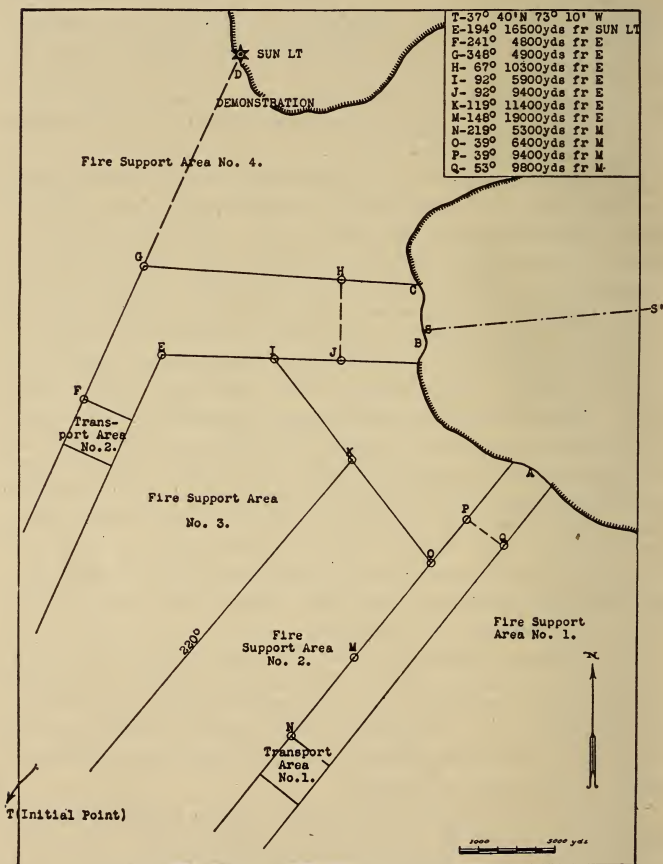 T-37° 40'N 73° 10' W
E-194° 16500yds fr SUN LT
F-241° 4800yds fr E
G-348° 4900yds fr E
H- 67° 10300yds fr E
I- 92° 5900yds fr E
J- 92° 9400yds fr E
K-119° 11400yds fr E
M-148° 19000yds fr E
N-219° 5300yds fr M
O- 39° 6400yds fr M
P- 39° 9400yds fr M
Q- 53° 9800yds fr M
SUN LT
D
DEMONSTRATION
Fire Support Area No. 4.
G
H
C
S'
S
B
E
I
J
F
Trans-
port Area
No.2.
K
A
Fire Support Area
No. 3.
P
Q
O
220°
Fire
Support Area
No. 2.
M
Fire Support
Area No. 1.
N
N
Transport
Area
No.1.
T(Initial Point)
1000 5000 yds